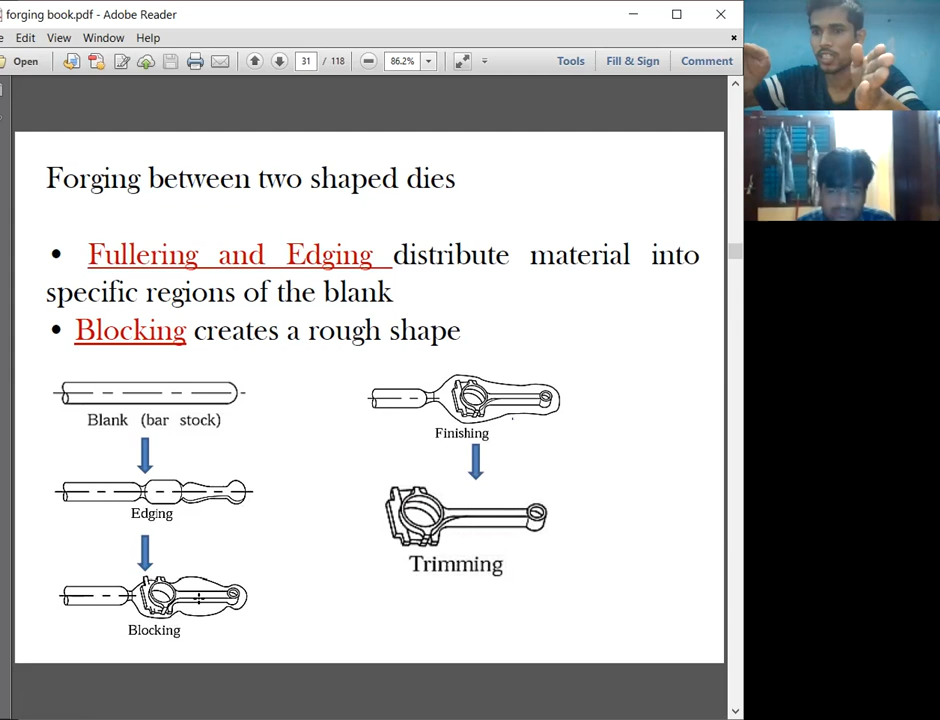 forging book.pdf - Adobe Reader
Edit View Window Help
Open 31 / 118 86.2% Tools Fill & Sign Comment
Forging between two shaped dies
• Fullering and Edging distribute material into
specific regions of the blank
• Blocking creates a rough shape
Blank (bar stock)
Edging
Blocking
Finishing
Trimming